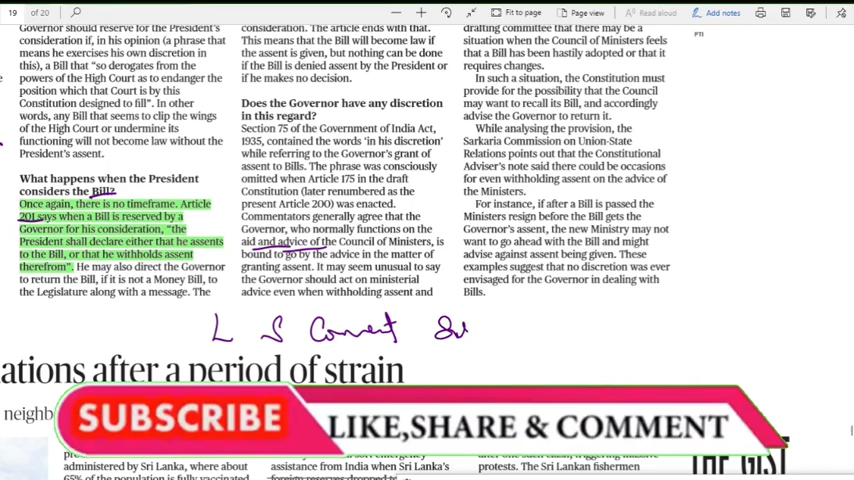 19 of 20 Fit to page Page view Read aloud Add notes
Governor should reserve for the President's
consideration if, in his opinion (a phrase that
means he exercises his own discretion in
this), a Bill that "so derogates from the
powers of the High Court as to endanger the
position which that Court is by this
Constitution designed to fill". In other
words, any Bill that seems to clip the wings
of the High Court or undermine its
functioning will not become law without the
President's assent.
What happens when the President
considers the Bill?
Once again, there is no timeframe. Article
201 says when a Bill is reserved by a
Governor for his consideration, "the
President shall declare either that he assents
to the Bill, or that he withholds assent
therefrom". He may also direct the Governor
to return the Bill, if it is not a Money Bill, to
the Legislature along with a message. The
consideration. The article ends with that.
This means that the Bill will become law if
the assent is given, but nothing can be done
if the Bill is denied assent by the President or
if he makes no decision.
Does the Governor have any discretion
in this regard?
Section 75 of the Government of India Act,
1935, contained the words 'in his discretion'
while referring to the Governor's grant of
assent to Bills. The phrase was consciously
omitted when Article 175 in the draft
Constitution (later renumbered as the
present Article 200) was enacted.
Commentators generally agree that the
Governor, who normally functions on the
aid and advice of the Council of Ministers, is
bound to go by the advice in the matter of
granting assent. It may seem unusual to say
the Governor should act on ministerial
advice even when withholding assent and
drafting committee that there may be a
situation when the Council of Ministers feels
that a Bill has been hastily adopted or that it
requires changes.
In such a situation, the Constitution must
provide for the possibility that the Council
may want to recall its Bill, and accordingly
advise the Governor to return it.
While analysing the provision, the
Sarkaria Commission on Union-State
Relations points out that the Constitutional
Adviser's note said there could be occasions
for even withholding assent on the advice of
the Ministers.
For instance, if after a Bill is passed the
Ministers resign before the Bill gets the
Governor's assent, the new Ministry may not
want to go ahead with the Bill and might
advise against assent being given. These
examples suggest that no discretion was ever
envisaged for the Governor in dealing with
Bills.
PTI
L S Comment
ations after a period of strain
neighb
SUBSCRIBE
LIKE,SHARE & COMMENT
administered by Sri Lanka, where about
65% of the population is fully vaccinated
assistance from India when Sri Lanka's
foreign reserves dropped to
protests. The Sri Lankan fishermen
THE GIST